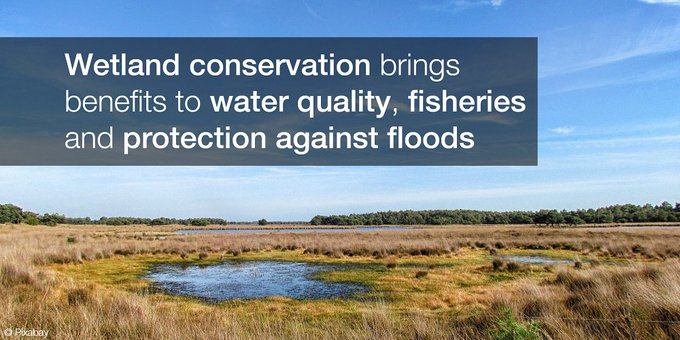 Wetland conservation brings
benefits to water quality, fisheries
and protection against floods
© Pixabay